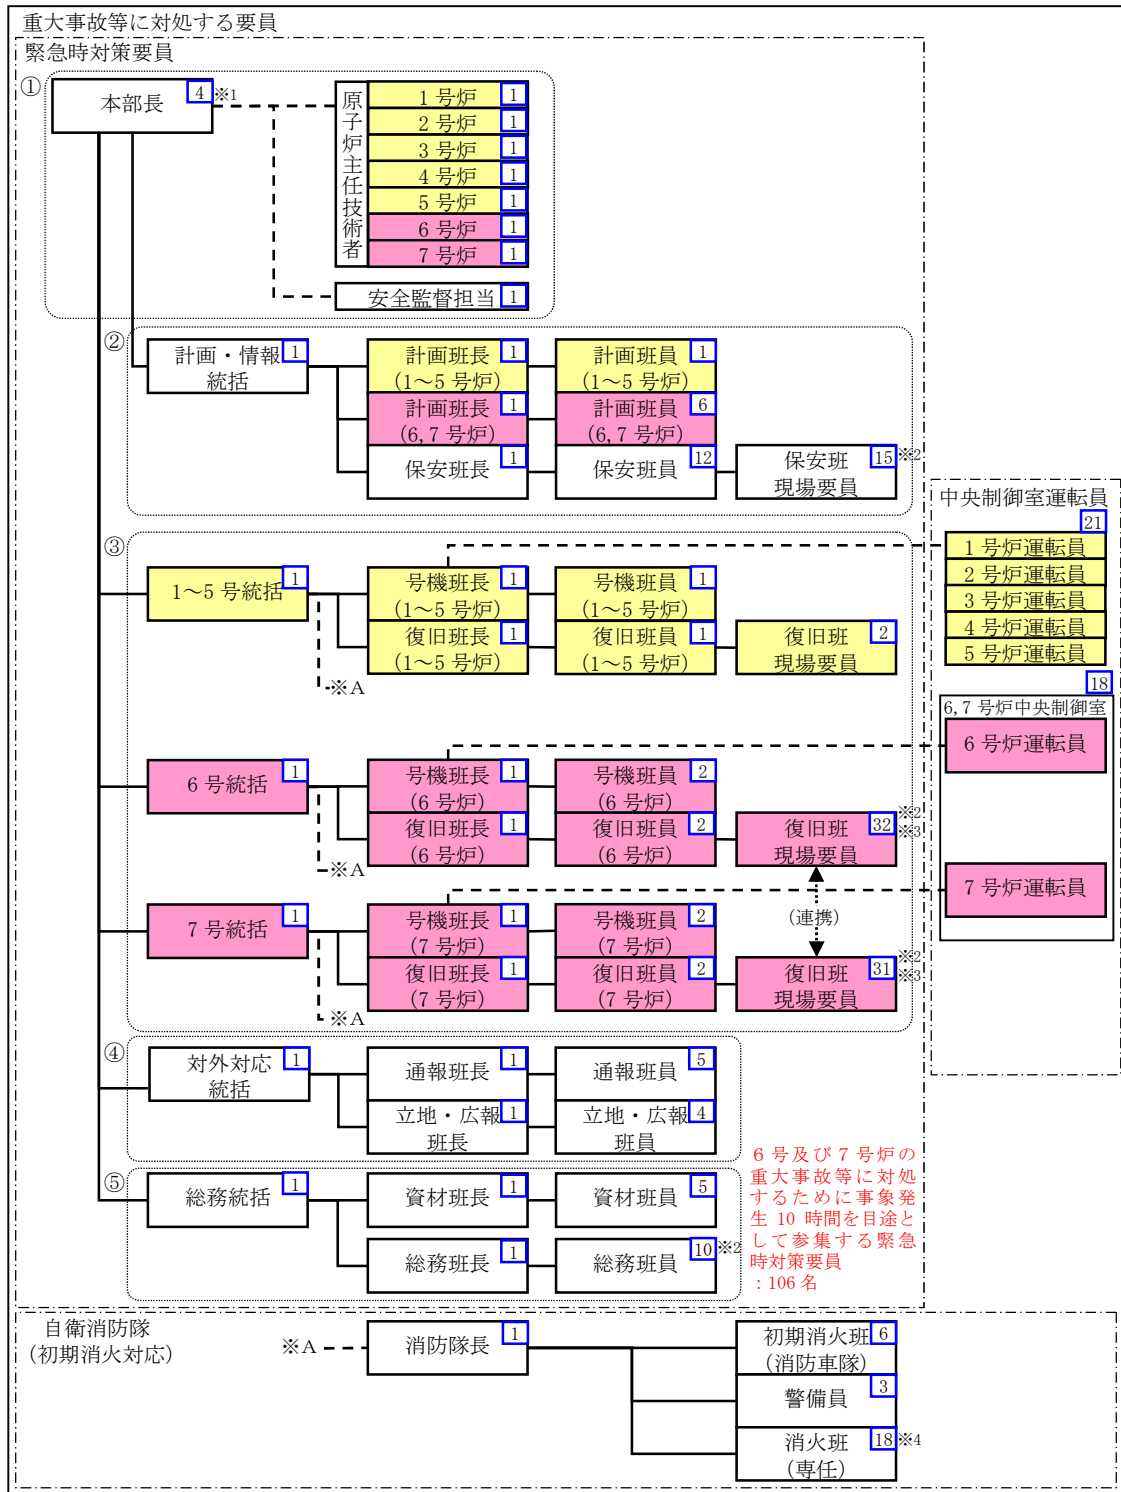 重大事故等に対処する要員
緊急時対策要員
①
本部長
4
※1
原子炉主任技術者
1号炉
1
2号炉
1
3号炉
1
4号炉
1
5号炉
1
6号炉
1
7号炉
1
安全監督担当
1
②
計画・情報
統括
1
計画班長
(1～5号炉)
1
計画班員
(1～5号炉)
1
計画班長
(6,7号炉)
1
計画班員
(6,7号炉)
6
保安班長
1
保安班員
12
保安班
現場要員
15
※2
中央制御室運転員
21
1号炉運転員
2号炉運転員
3号炉運転員
4号炉運転員
5号炉運転員
18
6,7号炉中央制御室
6号炉運転員
7号炉運転員
③
1～5号統括
1
号機班長
(1～5号炉)
1
号機班員
(1～5号炉)
1
復旧班長
(1～5号炉)
1
復旧班員
(1～5号炉)
1
復旧班
現場要員
2
※A
6号統括
1
号機班長
(6号炉)
1
号機班員
(6号炉)
2
復旧班長
(6号炉)
1
復旧班員
(6号炉)
2
復旧班
現場要員
32
※2
※3
※A
(連携)
7号統括
1
号機班長
(7号炉)
1
号機班員
(7号炉)
2
復旧班長
(7号炉)
1
復旧班員
(7号炉)
2
復旧班
現場要員
31
※2
※3
※A
④
対外対応
統括
1
通報班長
1
通報班員
5
立地・広報
班長
1
立地・広報
班員
4
⑤
総務統括
1
資材班長
1
資材班員
5
総務班長
1
総務班員
10
※2
6号及び7号炉の
重大事故等に対処
するために事象発
生10時間を目途と
して参集する緊急
時対策要員
：106名
自衛消防隊
(初期消火対応)
※A
消防隊長
1
初期消火班
(消防車隊)
6
警備員
3
消火班
(専任)
18
※4